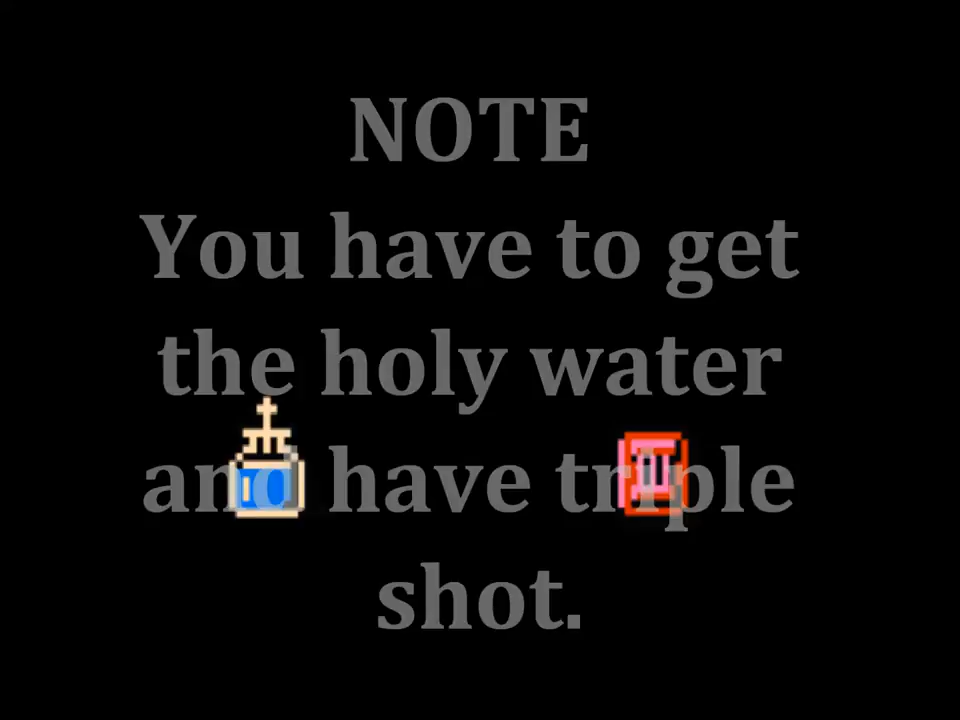 NOTE
You have to get
the holy water
and have triple
shot.